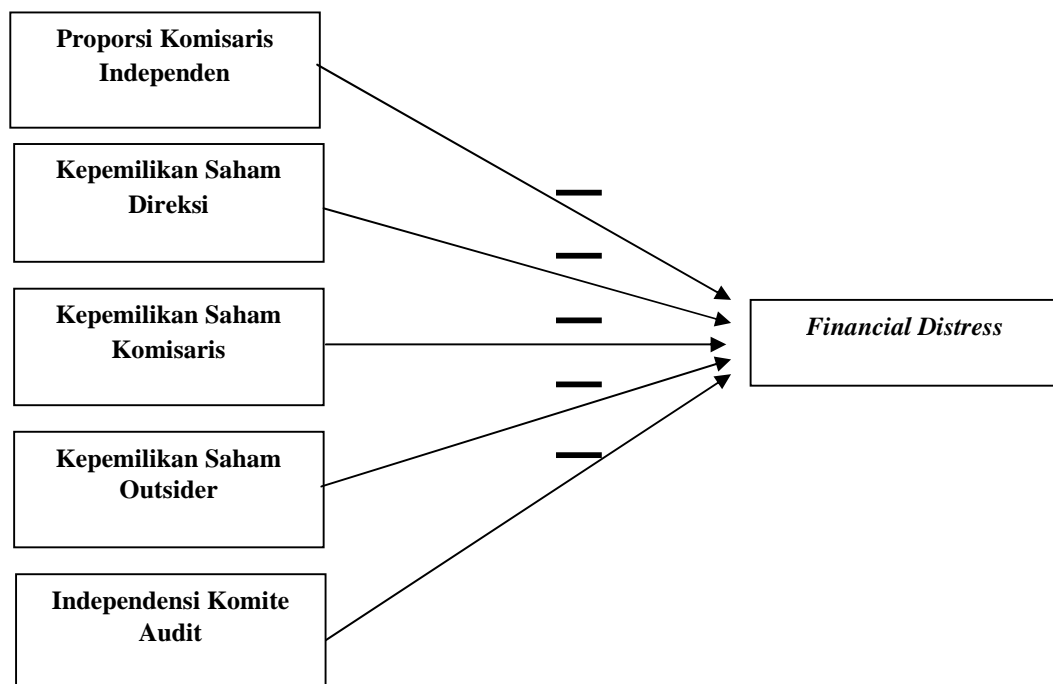 Proporsi Komisaris
Independen
Kepemilikan Saham
Direksi
Kepemilikan Saham
Komisaris
Financial Distress
Kepemilikan Saham
Outsider
Independensi Komite
Audit